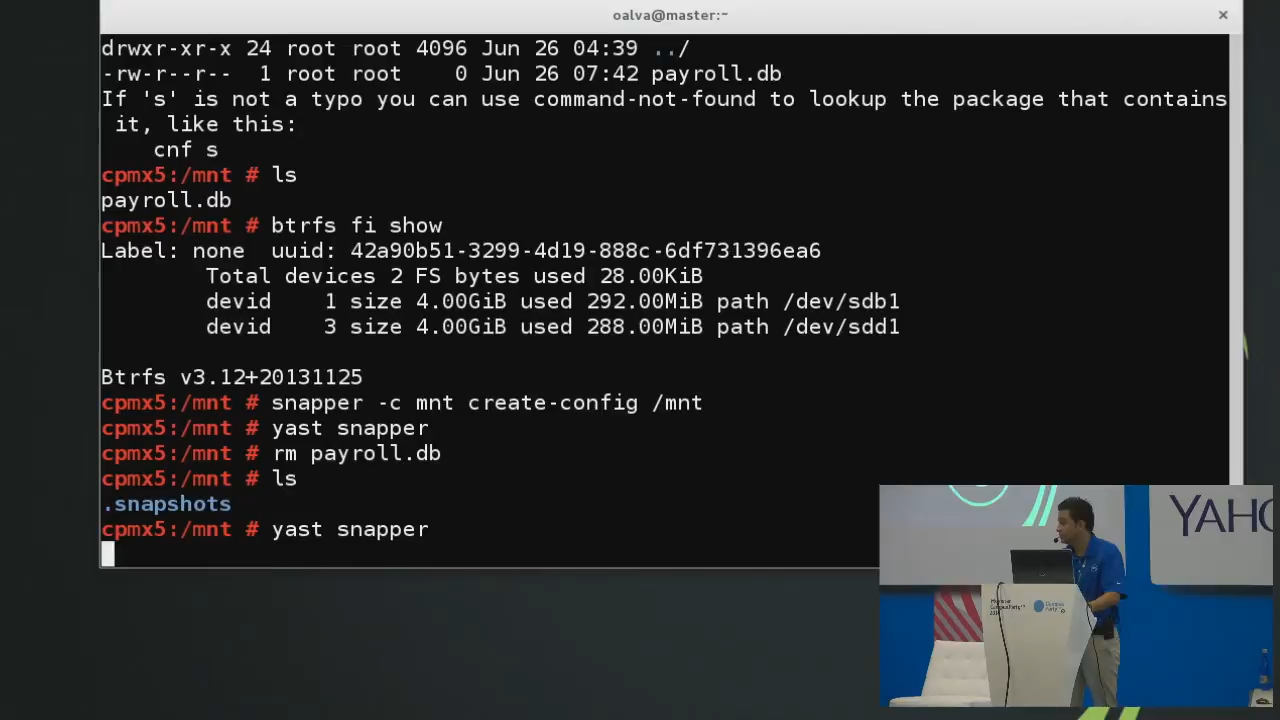 oalva@master:~
drwxr-xr-x 24 root root 4096 Jun 26 04:39 ../
-rw-r--r-- 1 root root 0 Jun 26 07:42 payroll.db
If 's' is not a typo you can use command-not-found to lookup the package that contains
it, like this:
cnf s
cpmx5:/mnt # ls
payroll.db
cpmx5:/mnt # btrfs fi show
Label: none uuid: 42a90b51-3299-4d19-888c-6df731396ea6
Total devices 2 FS bytes used 28.00KiB
devid 1 size 4.00GiB used 292.00MiB path /dev/sdb1
devid 3 size 4.00GiB used 288.00MiB path /dev/sdd1
Btrfs v3.12+20131125
cpmx5:/mnt # snapper -c mnt create-config /mnt
cpmx5:/mnt # yast snapper
cpmx5:/mnt # rm payroll.db
cpmx5:/mnt # ls
.snapshots
cpmx5:/mnt # yast snapper
YAHO